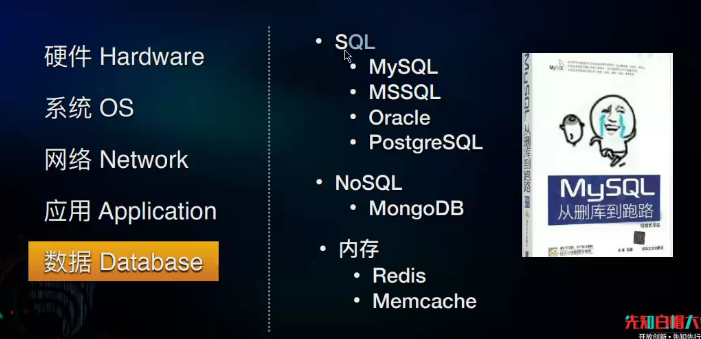 硬件 Hardware
系统 OS
网络 Network
应用 Application
数据 Database
• SQL
• MySQL
• MSSQL
• Oracle
• PostgreSQL
• NoSQL
• MongoDB
• 内存
• Redis
• Memcache
MySQL
从删库到跑路
MySQL
MySQL
从删库到跑路
先知白帽大
开放创新•先知先行